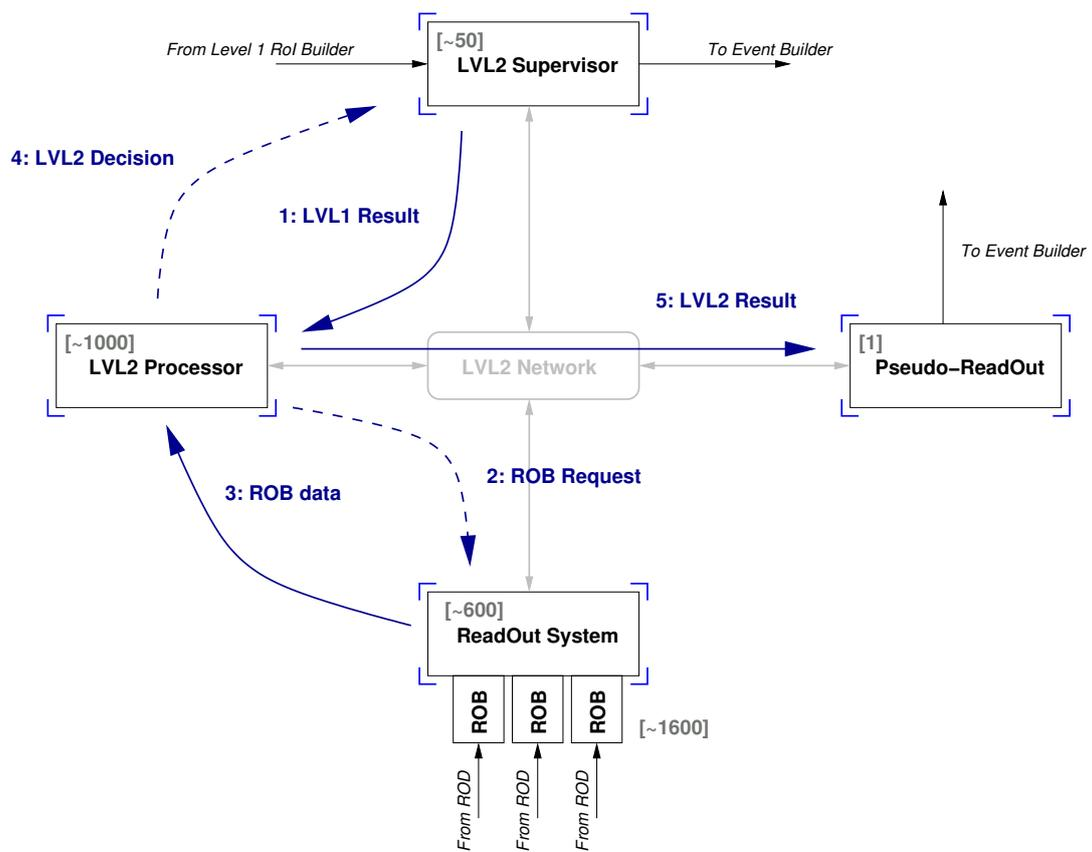 [~50]
From Level 1 RoI Builder
To Event Builder
LVL2 Supervisor
4: LVL2 Decision
1: LVL1 Result
To Event Builder
5: LVL2 Result
[~1000]
LVL2 Processor
LVL2 Network
[1]
Pseudo−ReadOut
2: ROB Request
3: ROB data
[~600]
ReadOut System
ROB
ROB
ROB
[~1600]
From ROD
From ROD
From ROD